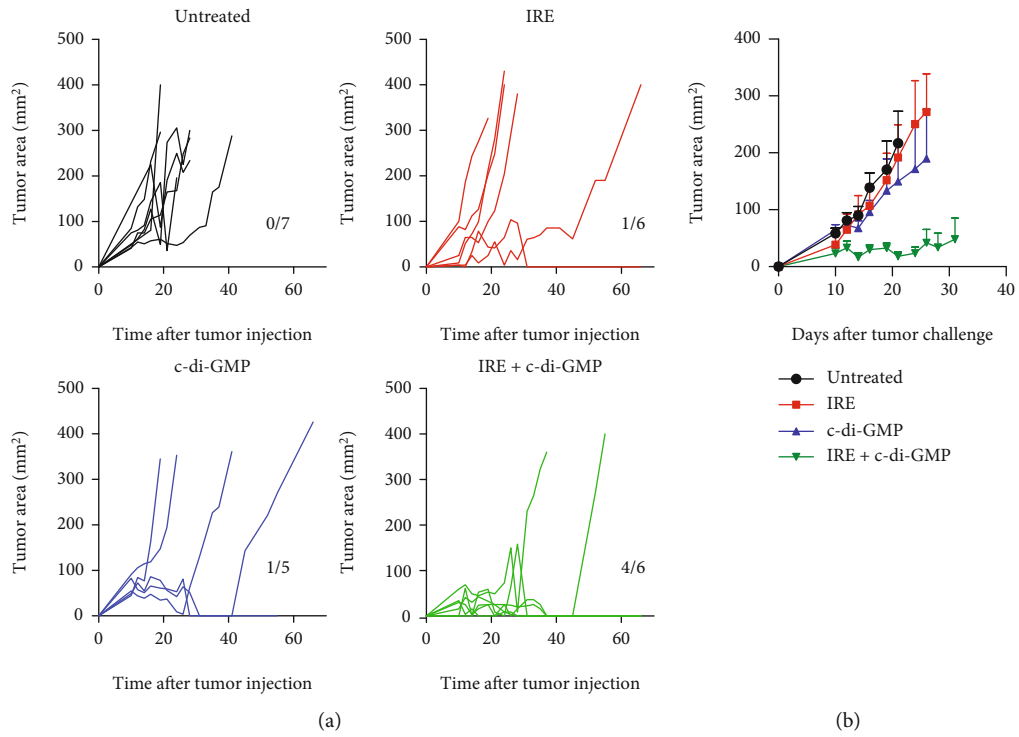 Untreated
500
400
300
200
100
0
Tumor area (mm²)
0/7
0 20 40 60
Time after tumor injection
IRE
500
400
300
200
100
0
Tumor area (mm²)
1/6
0 20 40 60
Time after tumor injection
c-di-GMP
500
400
300
200
100
0
Tumor area (mm²)
1/5
0 20 40 60
Time after tumor injection
IRE + c-di-GMP
500
400
300
200
100
0
Tumor area (mm²)
4/6
0 20 40 60
Time after tumor injection
(a)
400
300
200
100
0
Tumor area (mm²)
0 10 20 30 40
Days after tumor challenge
Untreated
IRE
c-di-GMP
IRE + c-di-GMP
(b)